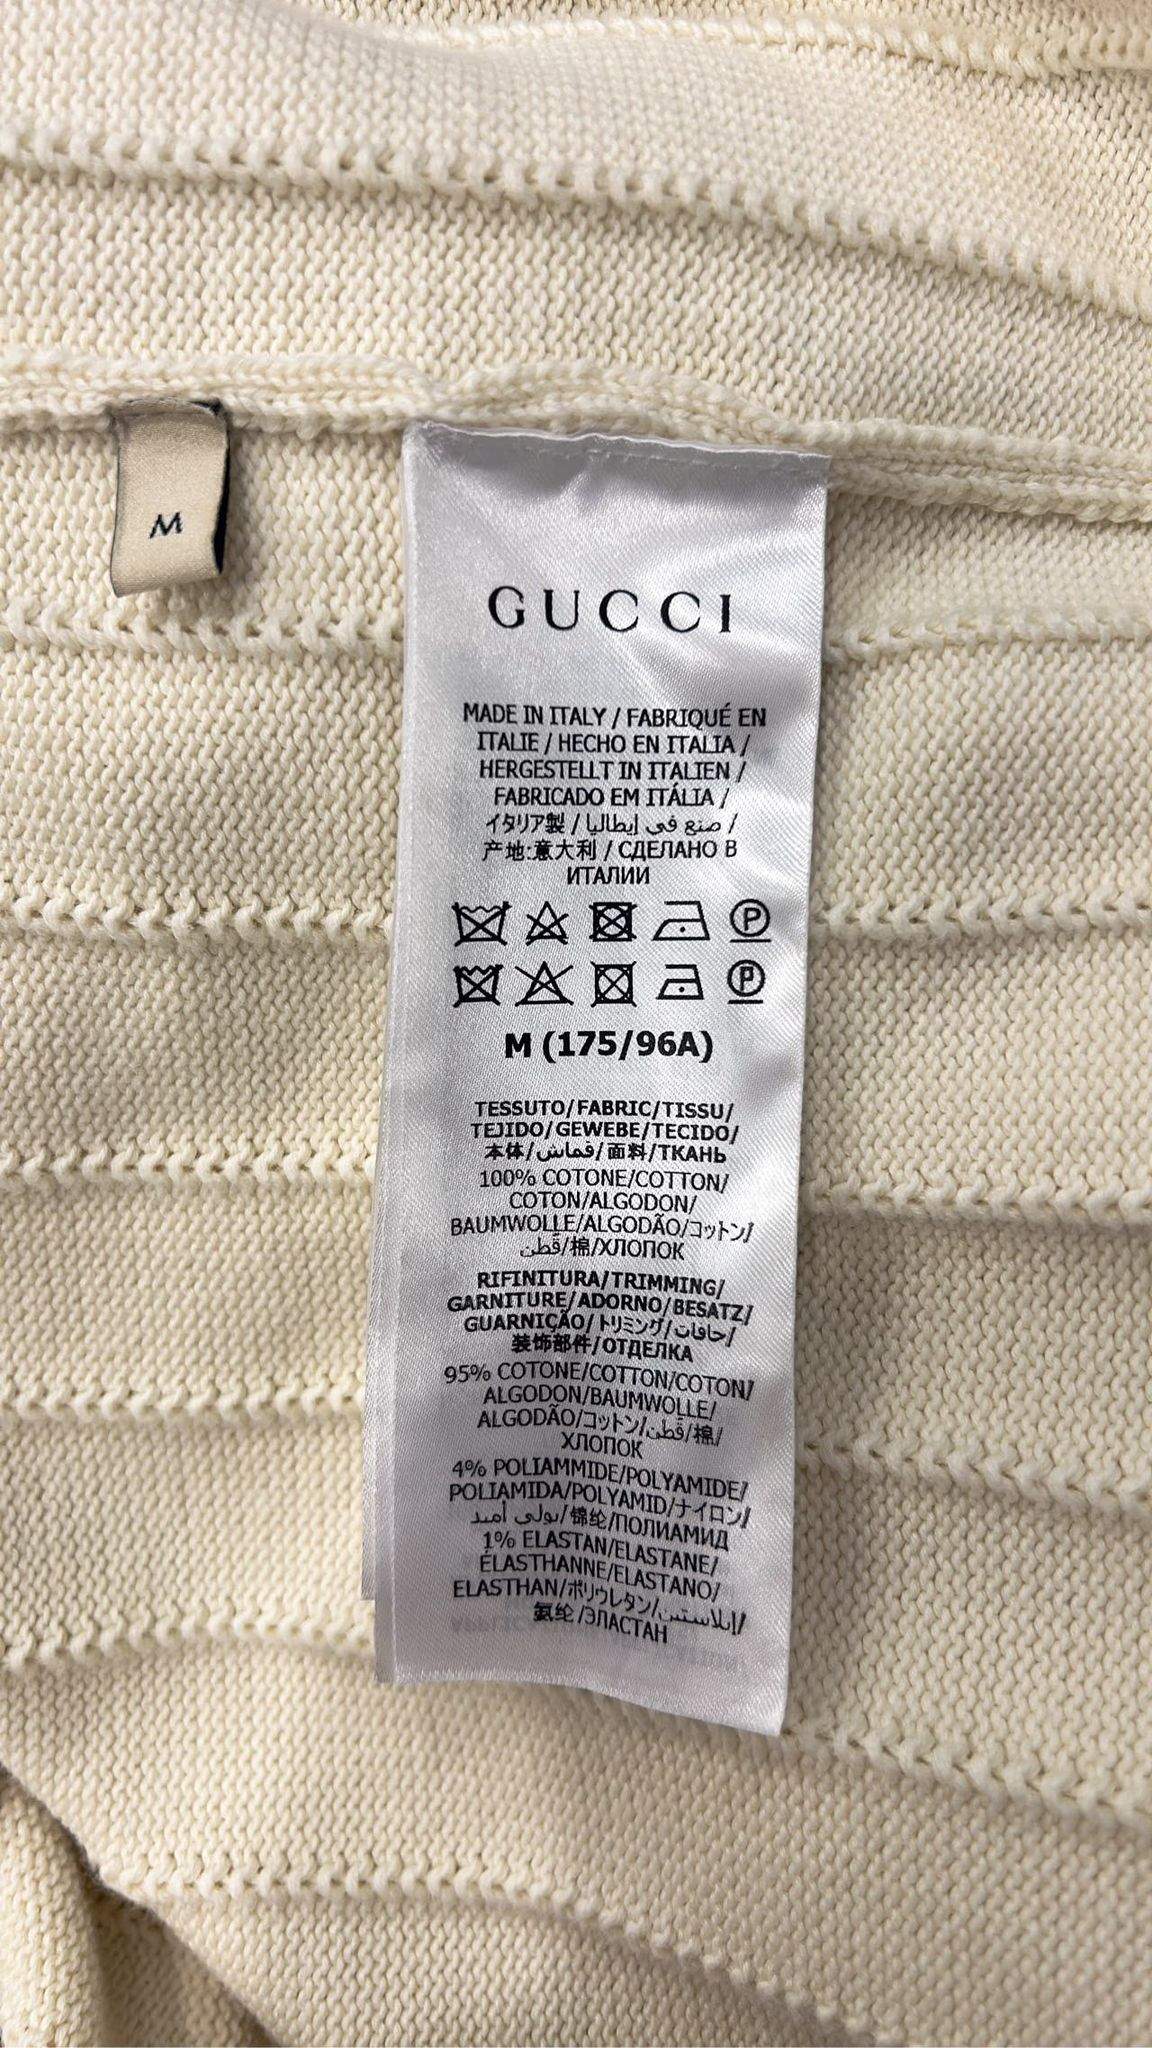 M
GUCCI
MADE IN ITALY / FABRIQUÉ EN
ITALIE / HECHO EN ITALIA /
HERGESTELLT IN ITALIEN /
FABRICADO EM ITÁLIA /
イタリア製 / صنع في إيطاليا /
产地:意大利 / СДЕЛАНО В
ИТАЛИИ
P
P
M (175/96A)
TESSUTO/FABRIC/TISSU/
TEJIDO/GEWEBE/TECIDO/
本体/قماش/面料/ТКАНЬ
100% COTONE/COTTON/
COTON/ALGODON/
BAUMWOLLE/ALGODÃO/コットン/
قُطن/棉/ХЛОПОК
RIFINITURA/TRIMMING/
GARNITURE/ADORNO/BESATZ/
GUARNIÇÃO/トリミング/حافات/
装饰部件/ОТДЕЛКА
95% COTONE/COTTON/COTON/
ALGODON/BAUMWOLLE/
ALGODÃO/コットン/قُطن/棉/
ХЛОПОК
4% POLIAMMIDE/POLYAMIDE/
POLIAMIDA/POLYAMID/ナイロン/
بولي أميد/锦纶/ПОЛИАМИД
1% ELASTAN/ELASTANE/
ÉLASTHANNE/ELASTANO/
ELASTHAN/ポリウレタン/إيلاستين/
氨纶/ЭЛАСТАН